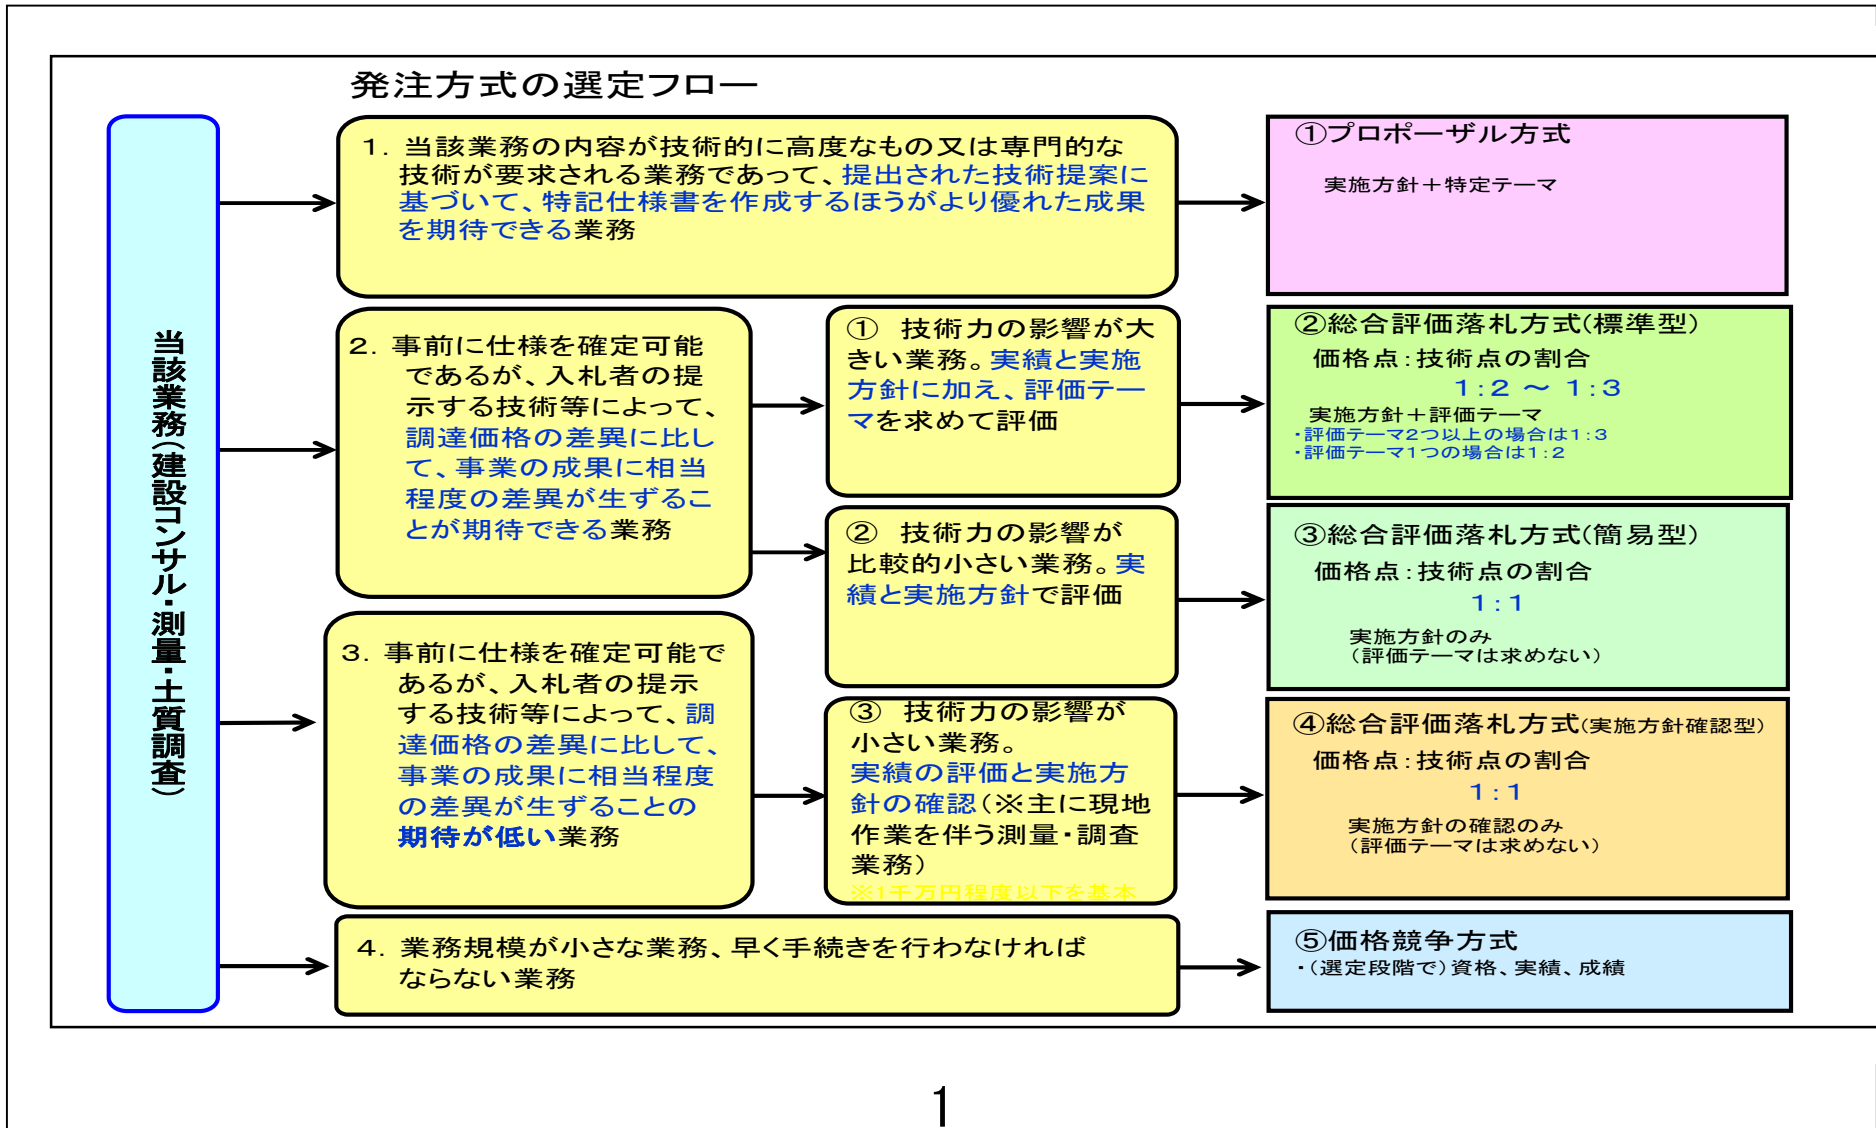 発注方式の選定フロー
当該業務(建設コンサル・測量・土質調査)
1. 当該業務の内容が技術的に高度なもの又は専門的な
技術が要求される業務であって、提出された技術提案に
基づいて、特記仕様書を作成するほうがより優れた成果
を期待できる業務
①プロポーザル方式
実施方針＋特定テーマ
2. 事前に仕様を確定可能
であるが、入札者の提
示する技術等によって、
調達価格の差異に比し
て、事業の成果に相当
程度の差異が生ずるこ
とが期待できる業務
① 技術力の影響が大
きい業務。実績と実施
方針に加え、評価テー
マを求めて評価
②総合評価落札方式(標準型)
価格点：技術点の割合
1：2 ～ 1：3
実施方針＋評価テーマ
・評価テーマ2つ以上の場合は1：3
・評価テーマ1つの場合は1：2
② 技術力の影響が
比較的小さい業務。実
績と実施方針で評価
③総合評価落札方式(簡易型)
価格点：技術点の割合
1：1
実施方針のみ
(評価テーマは求めない)
3. 事前に仕様を確定可能で
あるが、入札者の提示
する技術等によって、調
達価格の差異に比して、
事業の成果に相当程度
の差異が生ずることの
期待が低い業務
③ 技術力の影響が
小さい業務。
実績の評価と実施方
針の確認(※主に現地
作業を伴う測量・調査
業務)
※1千万円程度以下を基本
④総合評価落札方式(実施方針確認型)
価格点：技術点の割合
1：1
実施方針の確認のみ
(評価テーマは求めない)
4. 業務規模が小さな業務、早く手続きを行わなければ
ならない業務
⑤価格競争方式
・(選定段階で)資格、実績、成績
1